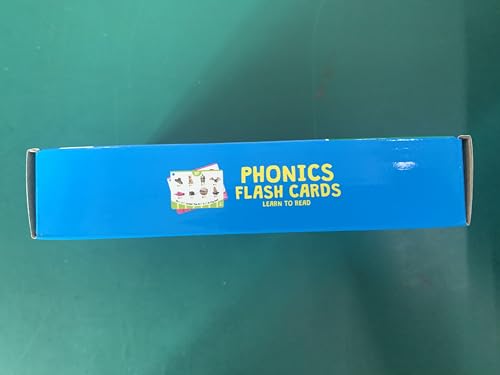 PHONICS
FLASH CARDS
LEARN TO READ